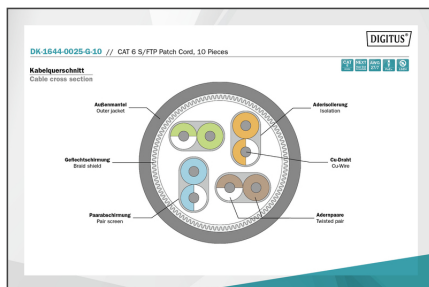 DIGITUS®
DK-1644-0025-G-10 // CAT 6 S/FTP Patch Cord, 10 Pieces
Kabelquerschnitt
Cable cross section
Außenmantel
Outer jacket
Aderisolierung
Isolation
Geflechtschirmung
Braid shield
Cu-Draht
Cu-Wire
Paarabschirmung
Pair screen
Adernpaare
Twisted pair